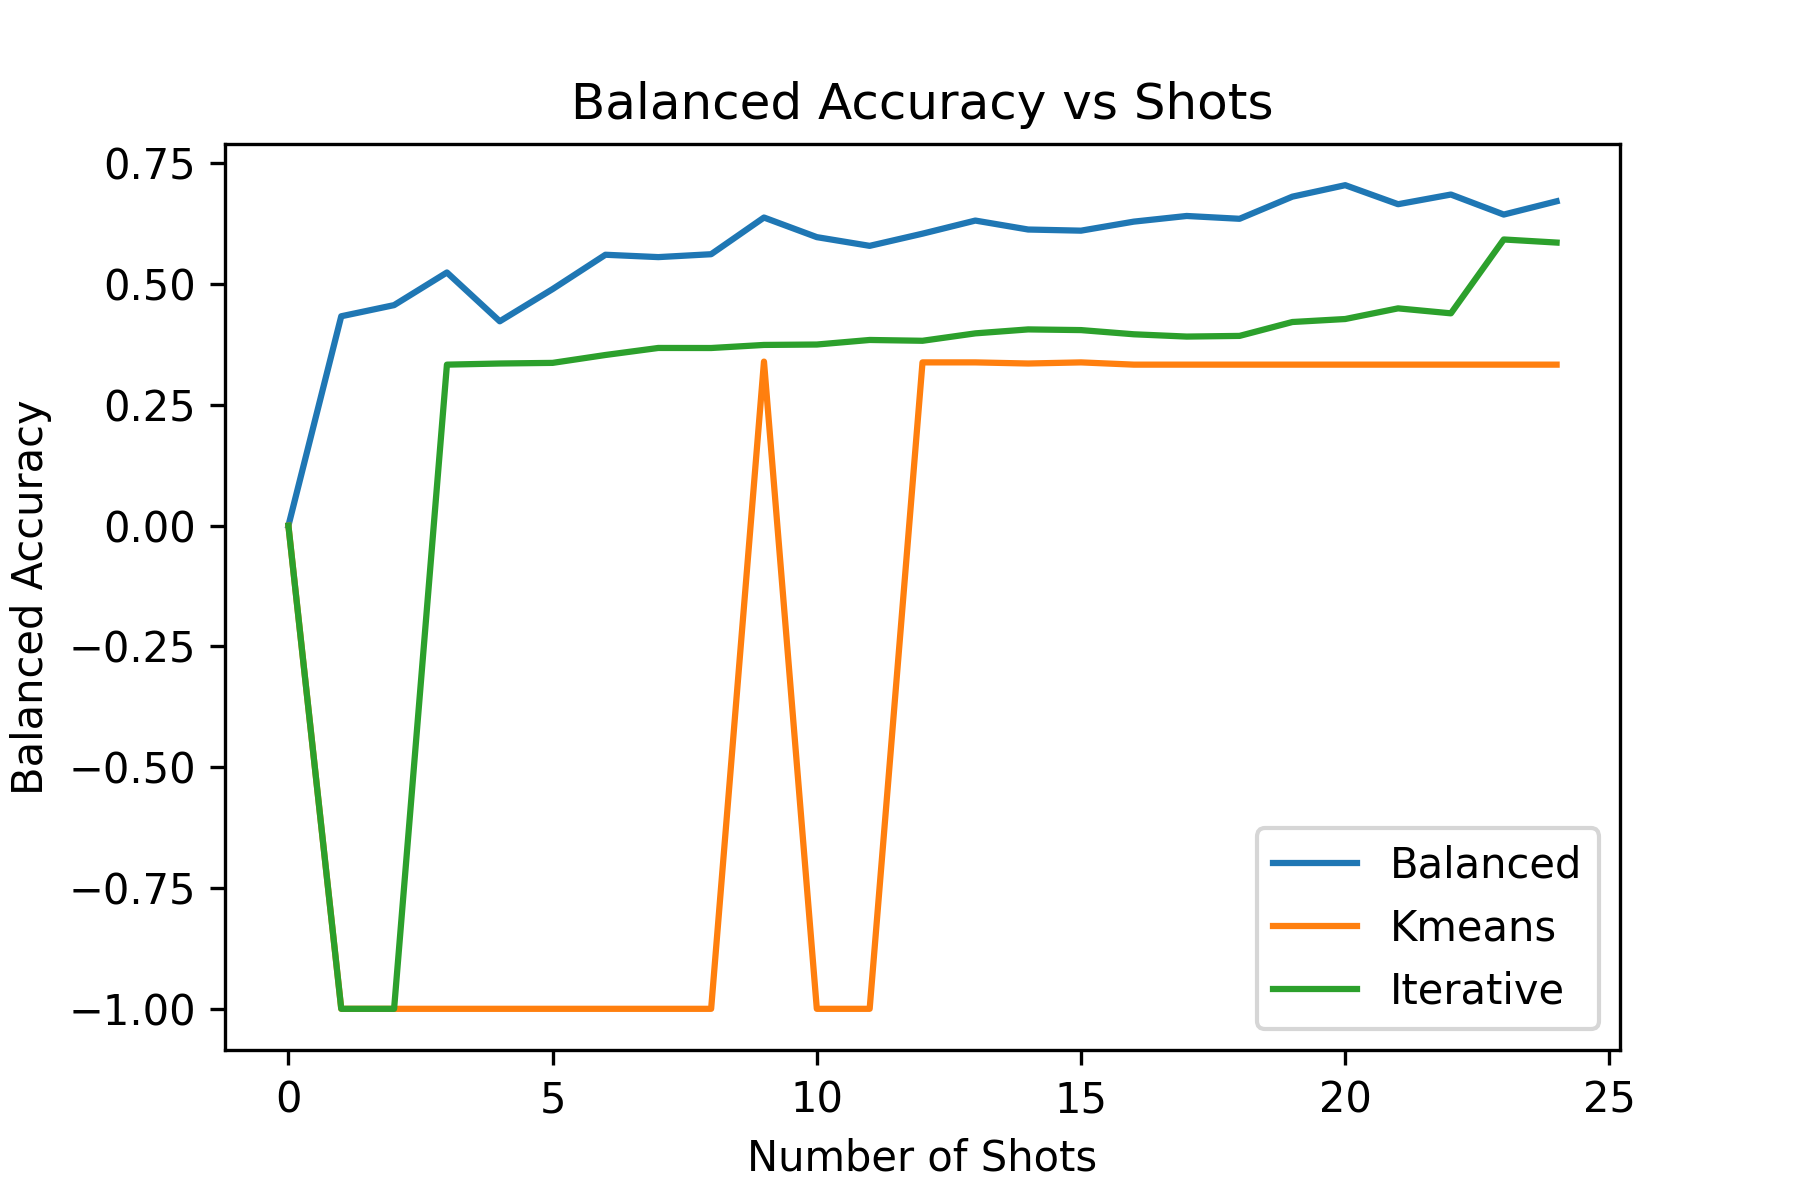 Balanced Accuracy vs Shots
Balanced Accuracy
0.75
0.50
0.25
0.00
−0.25
−0.50
−0.75
−1.00
Balanced
Kmeans
Iterative
0 5 10 15 20 25
Number of Shots